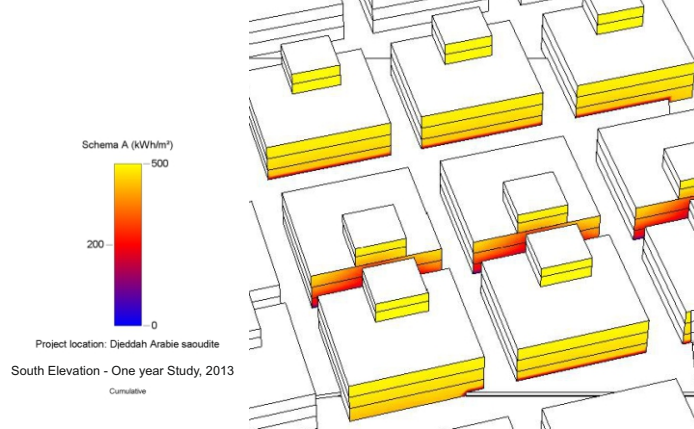 Schema A (kWh/m²)
500
200
0
Project location: Djeddah Arabie saoudite
South Elevation - One year Study, 2013
Cumulative